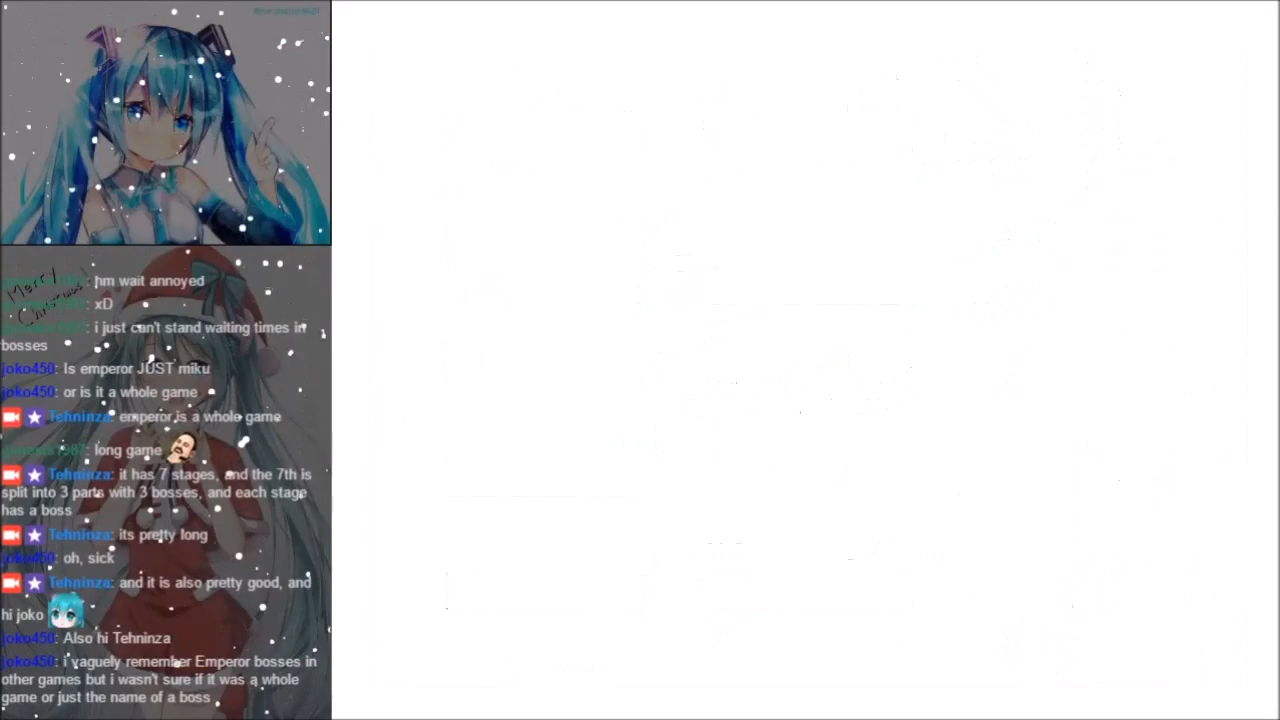 Merry
Christmas!
: hm wait annoyed
: xD
: i just can't stand waiting times in
bosses
joko450: Is emperor JUST miku
joko450: or is it a whole game
Tehninza: emperor is a whole game
1987: long game
Tehninza: it has 7 stages, and the 7th is
split into 3 parts with 3 bosses, and each stage
has a boss
Tehninza: its pretty long
joko450: oh, sick
Tehninza: and it is also pretty good, and
hi joko
joko450: Also hi Tehninza
joko450: i vaguely remember Emperor bosses in
other games but i wasn't sure if it was a whole
game or just the name of a boss